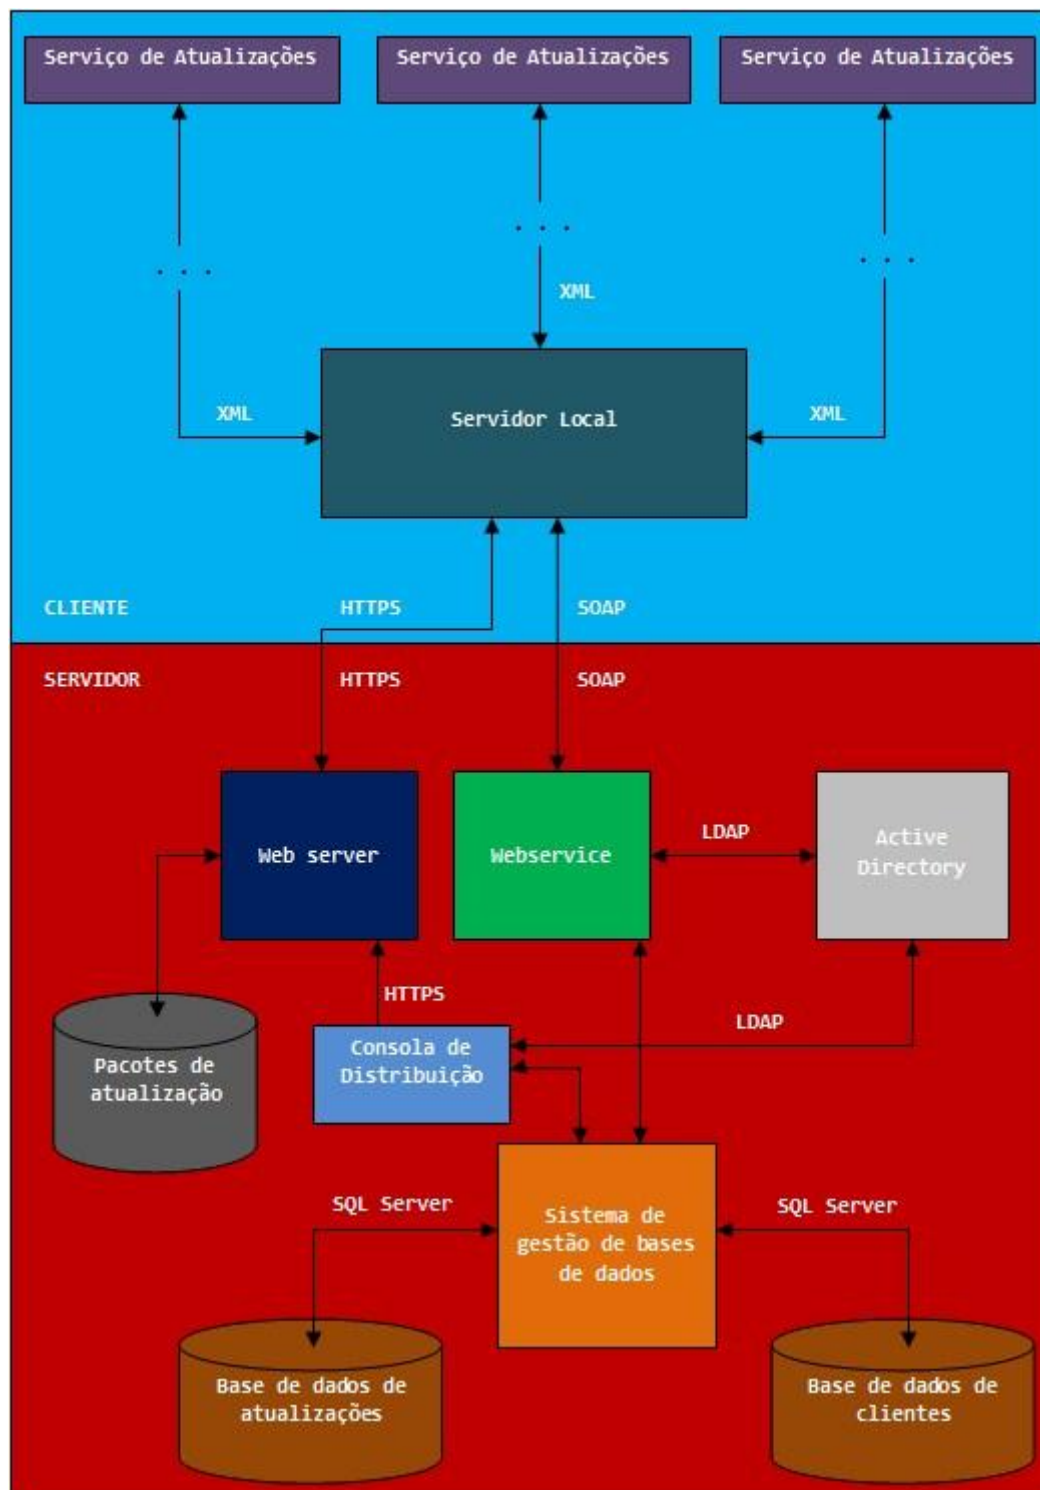 Serviço de Atualizações
Serviço de Atualizações
Serviço de Atualizações
. . .
. . .
. . .
XML
XML
XML
Servidor Local
CLIENTE
HTTPS
SOAP
SERVIDOR
HTTPS
SOAP
Web server
Webservice
LDAP
Active
Directory
HTTPS
LDAP
Pacotes de
atualização
Consola de
Distribuição
SQL Server
SQL Server
Sistema de
gestão de bases
de dados
Base de dados de
atualizações
Base de dados de
clientes